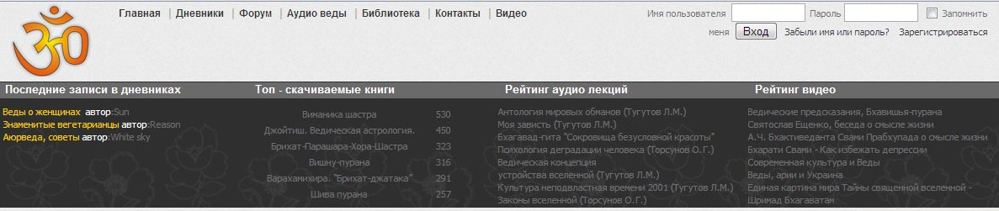 Главная | Дневники | Форум | Аудио веды | Библиотека | Контакты | Видео
Имя пользователя Пароль Запомнить
меня Вход Забыли имя или пароль? Зарегистрироваться
Последние записи в дневниках
Веды о женщинах автор:Sun
Знаменитые вегетарианцы автор:Reason
Аюрведа, советы автор:White sky
Топ - скачиваемые книги
Виманика шастра 530
Джойтиш. Ведическая астрология. 450
Брихат-Парашара-Хора-Шастра 323
Вишну-пурана 316
Варахамихира. "Брихат-джатака" 291
Шива пурана 257
Рейтинг аудио лекций
Антология мировых обманов (Тугутов Л.М.)
Моя зависть (Тугутов Л.М.)
Бхагавад-гита "Сокровища безусловной красоты"
Психология деградации человека (Торсунов О.Г.)
Ведическая концепция
устройства вселенной (Тугутов Л.М.)
Культура неподвластная времени 2001 (Тугутов Л.М.)
Законы вселенной (Торсунов О.Г.)
Рейтинг видео
Ведические предсказания, Бхавишья-пурана
Святослав Ещенко, беседа о смысле жизни
А.Ч. Бхактиведанта Свами Прабхупада о смысле жизни
Бхарати Свами - Как избежать депрессии
Современная культура и Веды
Веды, арии и Украина
Единая картина мира Тайны священной вселенной -
Шримад Бхагаватам